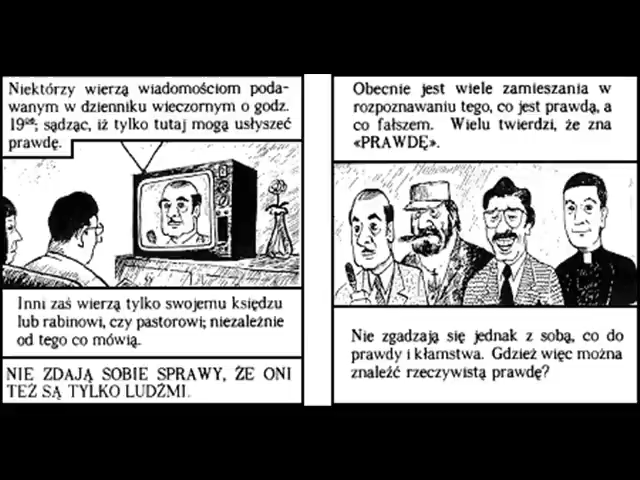 Niektórzy wierzą wiadomościom poda-
wanym w dzienniku wieczornym o godz.
19⁰⁰; sądząc, iż tylko tutaj mogą usłyszeć
prawdę.
Inni zaś wierzą tylko swojemu księdzu
lub rabinowi, czy pastorowi; niezależnie
od tego co mówią.
NIE ZDAJĄ SOBIE SPRAWY, ŻE ONI
TEŻ SĄ TYLKO LUDŹMI.
Obecnie jest wiele zamieszania w
rozpoznawaniu tego, co jest prawdą, a
co fałszem. Wielu twierdzi, że zna
«PRAWDĘ».
Nie zgadzają się jednak z sobą, co do
prawdy i kłamstwa. Gdzież więc można
znaleźć rzeczywistą prawdę?